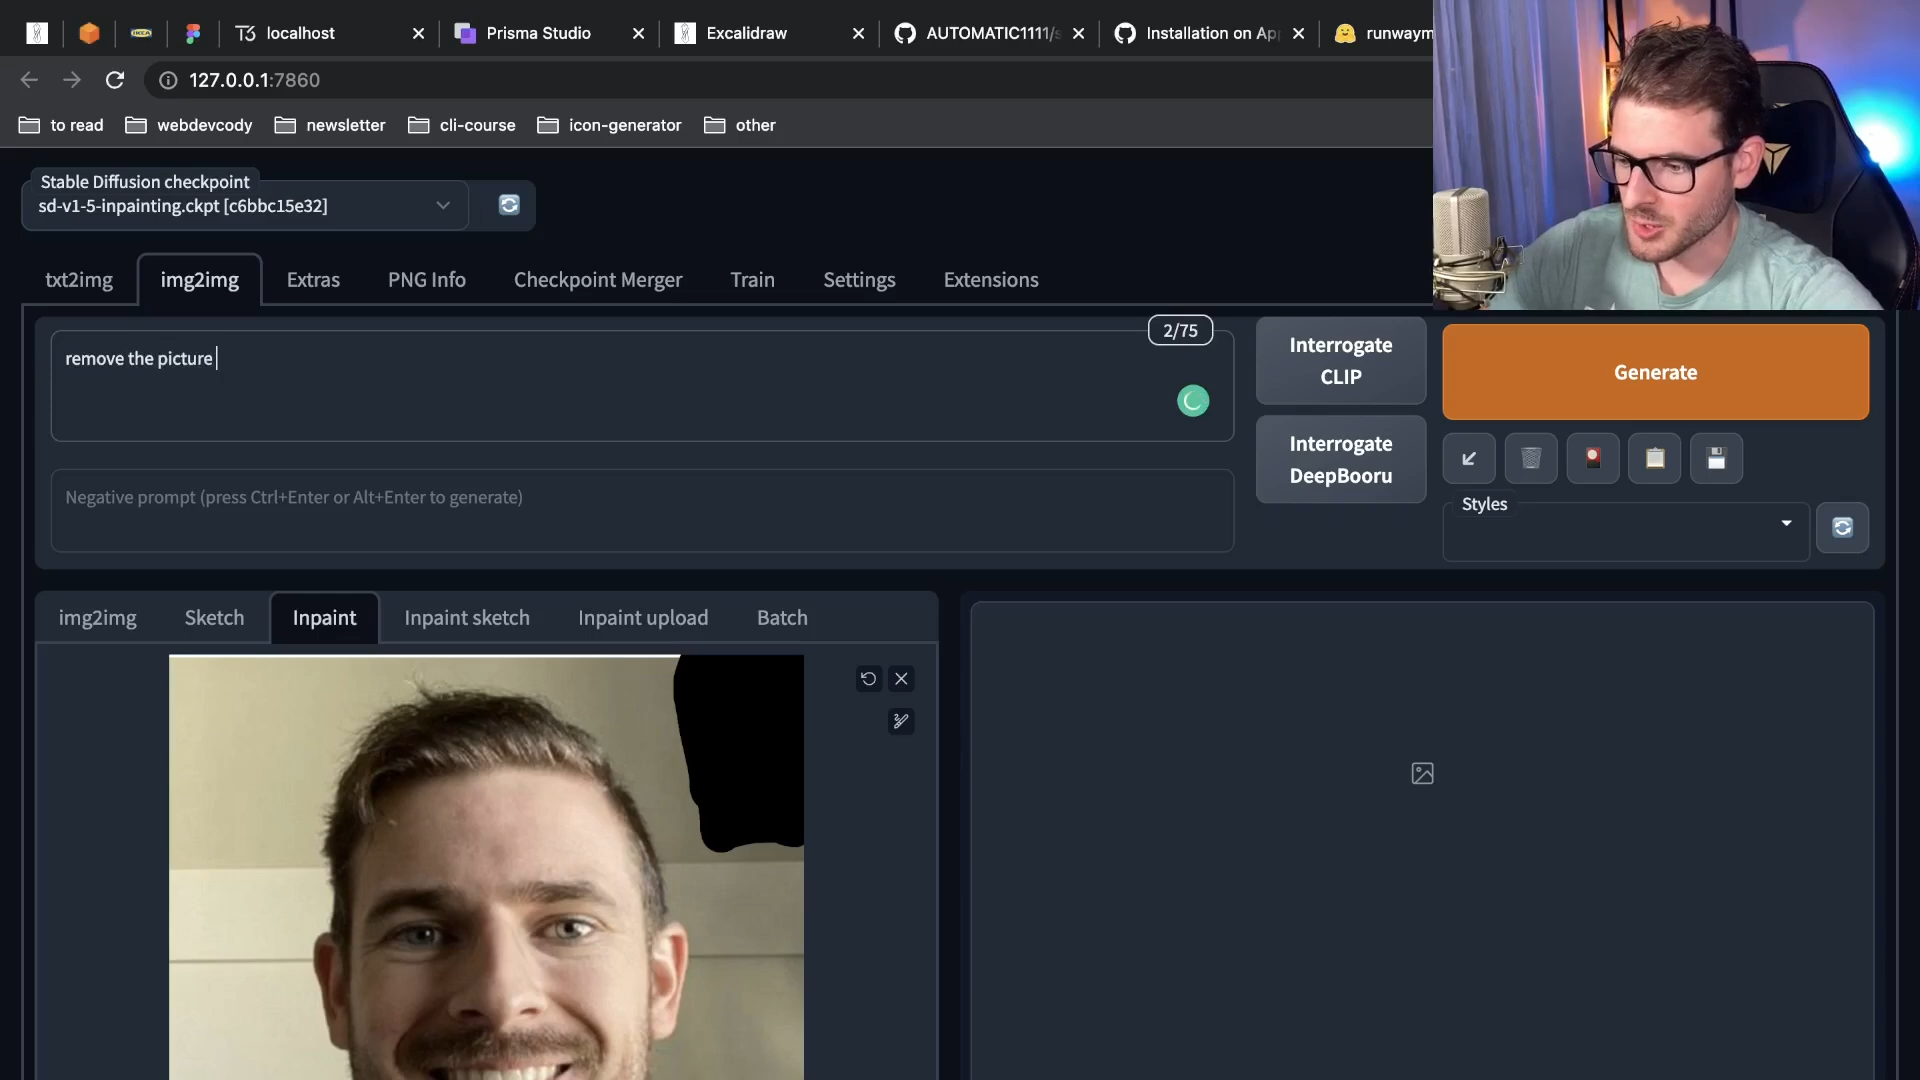 localhost
Prisma Studio
Excalidraw
AUTOMATIC1111/s
Installation on App
runwaym
127.0.0.1:7860
to read
webdevcody
newsletter
cli-course
icon-generator
other
Stable Diffusion checkpoint
sd-v1-5-inpainting.ckpt [c6bbc15e32]
txt2img
img2img
Extras
PNG Info
Checkpoint Merger
Train
Settings
Extensions
2/75
remove the picture
Interrogate
CLIP
Generate
Interrogate
DeepBooru
Negative prompt (press Ctrl+Enter or Alt+Enter to generate)
Styles
img2img
Sketch
Inpaint
Inpaint sketch
Inpaint upload
Batch